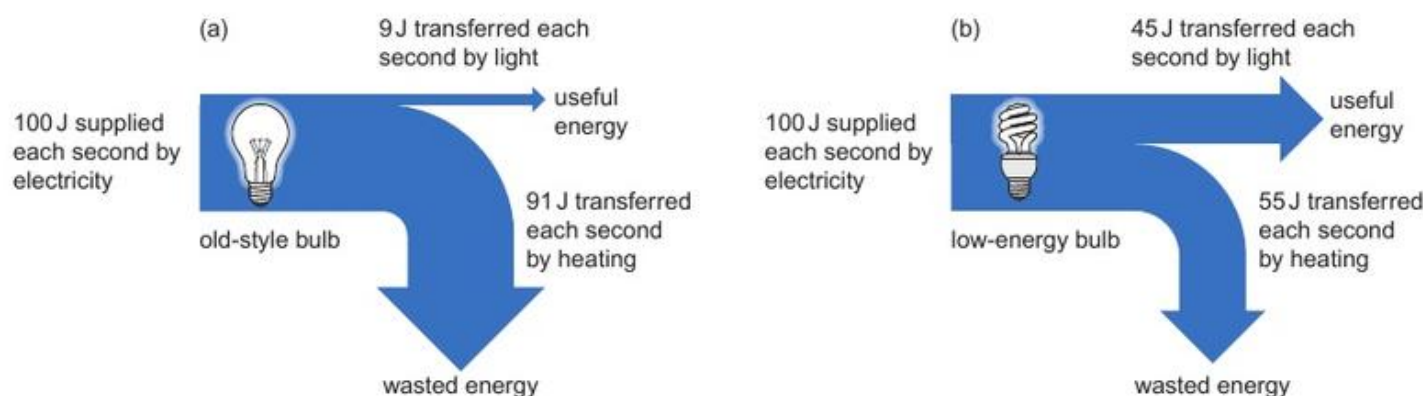 (a)
9 J transferred each
second by light
100 J supplied
each second by
electricity
useful
energy
91 J transferred
each second
by heating
old-style bulb
wasted energy
(b)
45 J transferred each
second by light
100 J supplied
each second by
electricity
useful
energy
55 J transferred
each second
by heating
low-energy bulb
wasted energy